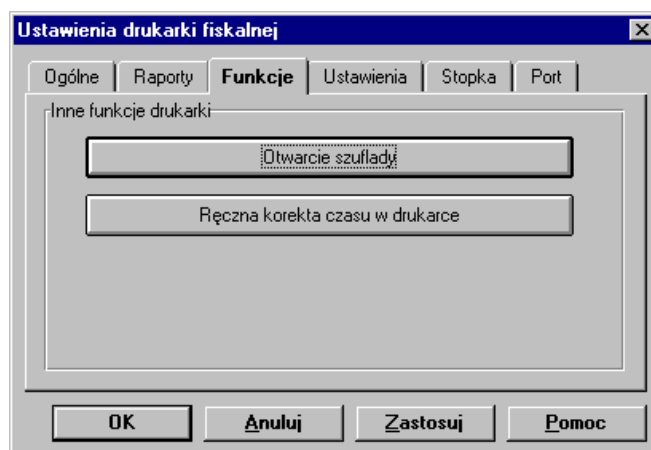 Ustawienia drukarki fiskalnej
Ogólne Raporty Funkcje Ustawienia Stopka Port
Inne funkcje drukarki
Otwarcie szuflady
Ręczna korekta czasu w drukarce
OK Anuluj Zastosuj Pomoc